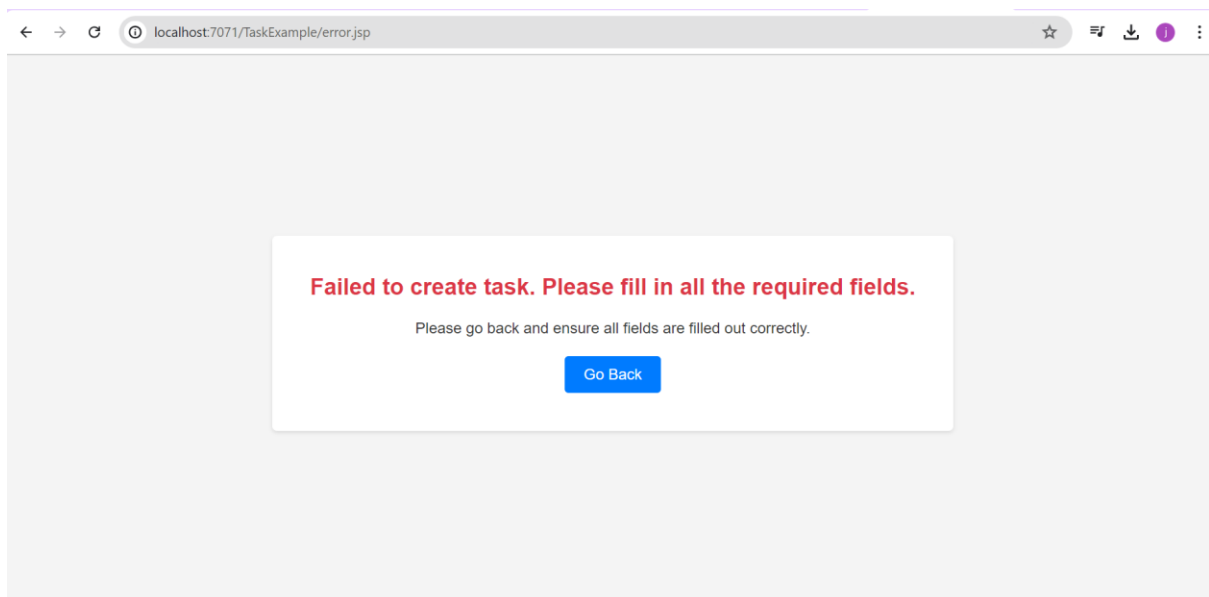 localhost:7071/TaskExample/error.jsp
j
Failed to create task. Please fill in all the required fields.
Please go back and ensure all fields are filled out correctly.
Go Back